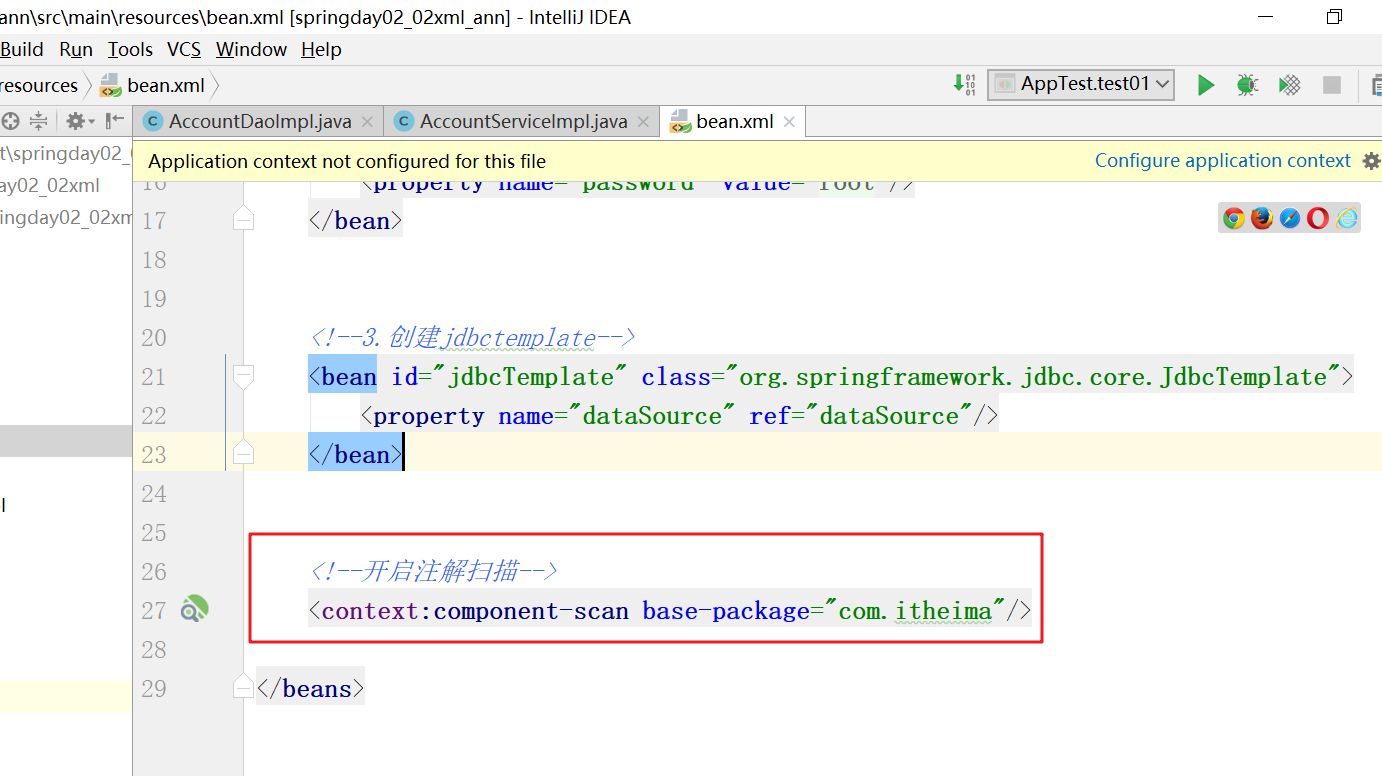 ann\src\main\resources\bean.xml [springday02_02xml_ann] - IntelliJ IDEA
Build Run Tools VCS Window Help
resources bean.xml AppTest.test01
AccountDaoImpl.java AccountServiceImpl.java bean.xml
t\springday02_
Application context not configured for this file Configure application context
ay02_02xml
ingday02_02xm
16 <property name="password" value="root"/>
17 </bean>
18
19
20 <!--3.创建jdbctemplate-->
21 <bean id="jdbcTemplate" class="org.springframework.jdbc.core.JdbcTemplate">
22 <property name="dataSource" ref="dataSource"/>
23 </bean>
24
25
26 <!--开启注解扫描-->
27 <context:component-scan base-package="com.itheima"/>
28
29 </beans>